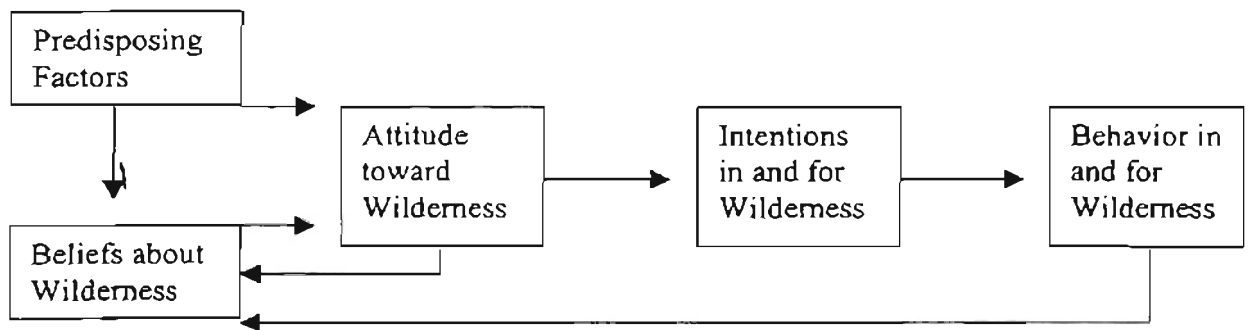 Predisposing
Factors
Attitude
toward
Wilderness
Intentions
in and for
Wilderness
Behavior in
and for
Wilderness
Beliefs about
Wilderness